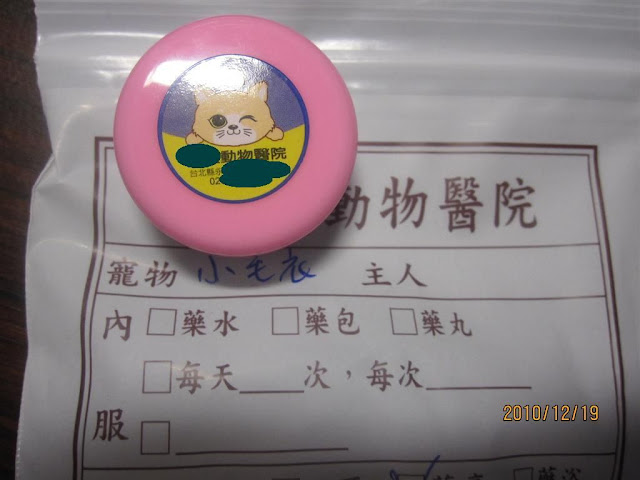 動物醫院
台北縣永
02
動物醫院
寵物 小毛衣 主人
內 □藥水 □藥包 □藥丸
□每天____次，每次________
服 □________________
2010/12/19